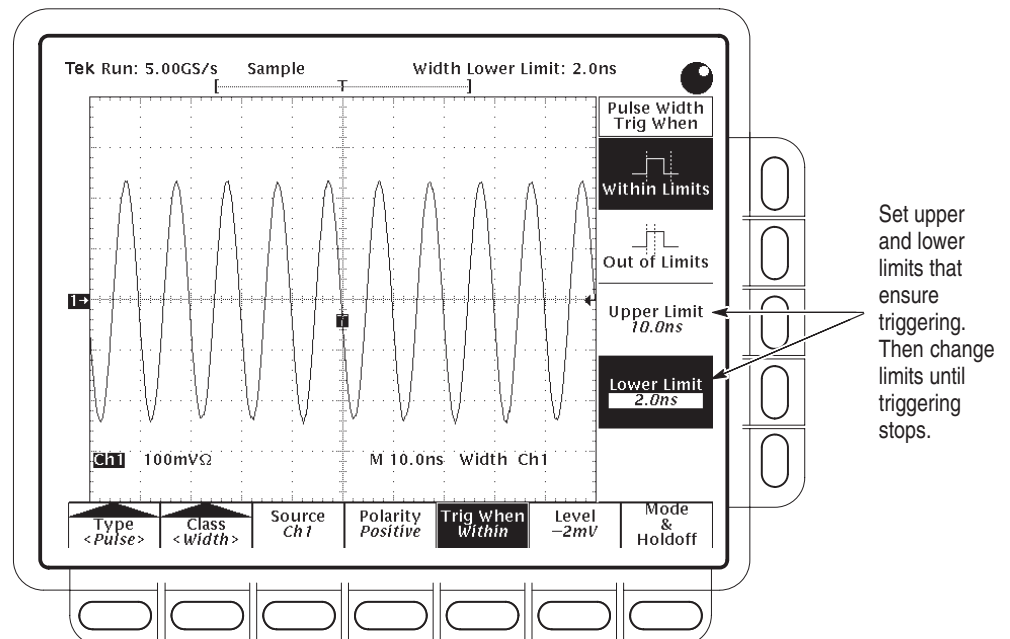 Tek Run: 5.00GS/s Sample Width Lower Limit: 2.0ns
T
Pulse Width
Trig When
Within Limits
Out of Limits
Upper Limit
10.0ns
Lower Limit
2.0ns
1→
Ch1 100mVΩ M 10.0ns Width Ch1
Type
<Pulse>
Class
<Width>
Source
Ch1
Polarity
Positive
Trig When
Within
Level
−2mV
Mode
&
Holdoff
Set upper
and lower
limits that
ensure
triggering.
Then change
limits until
triggering
stops.